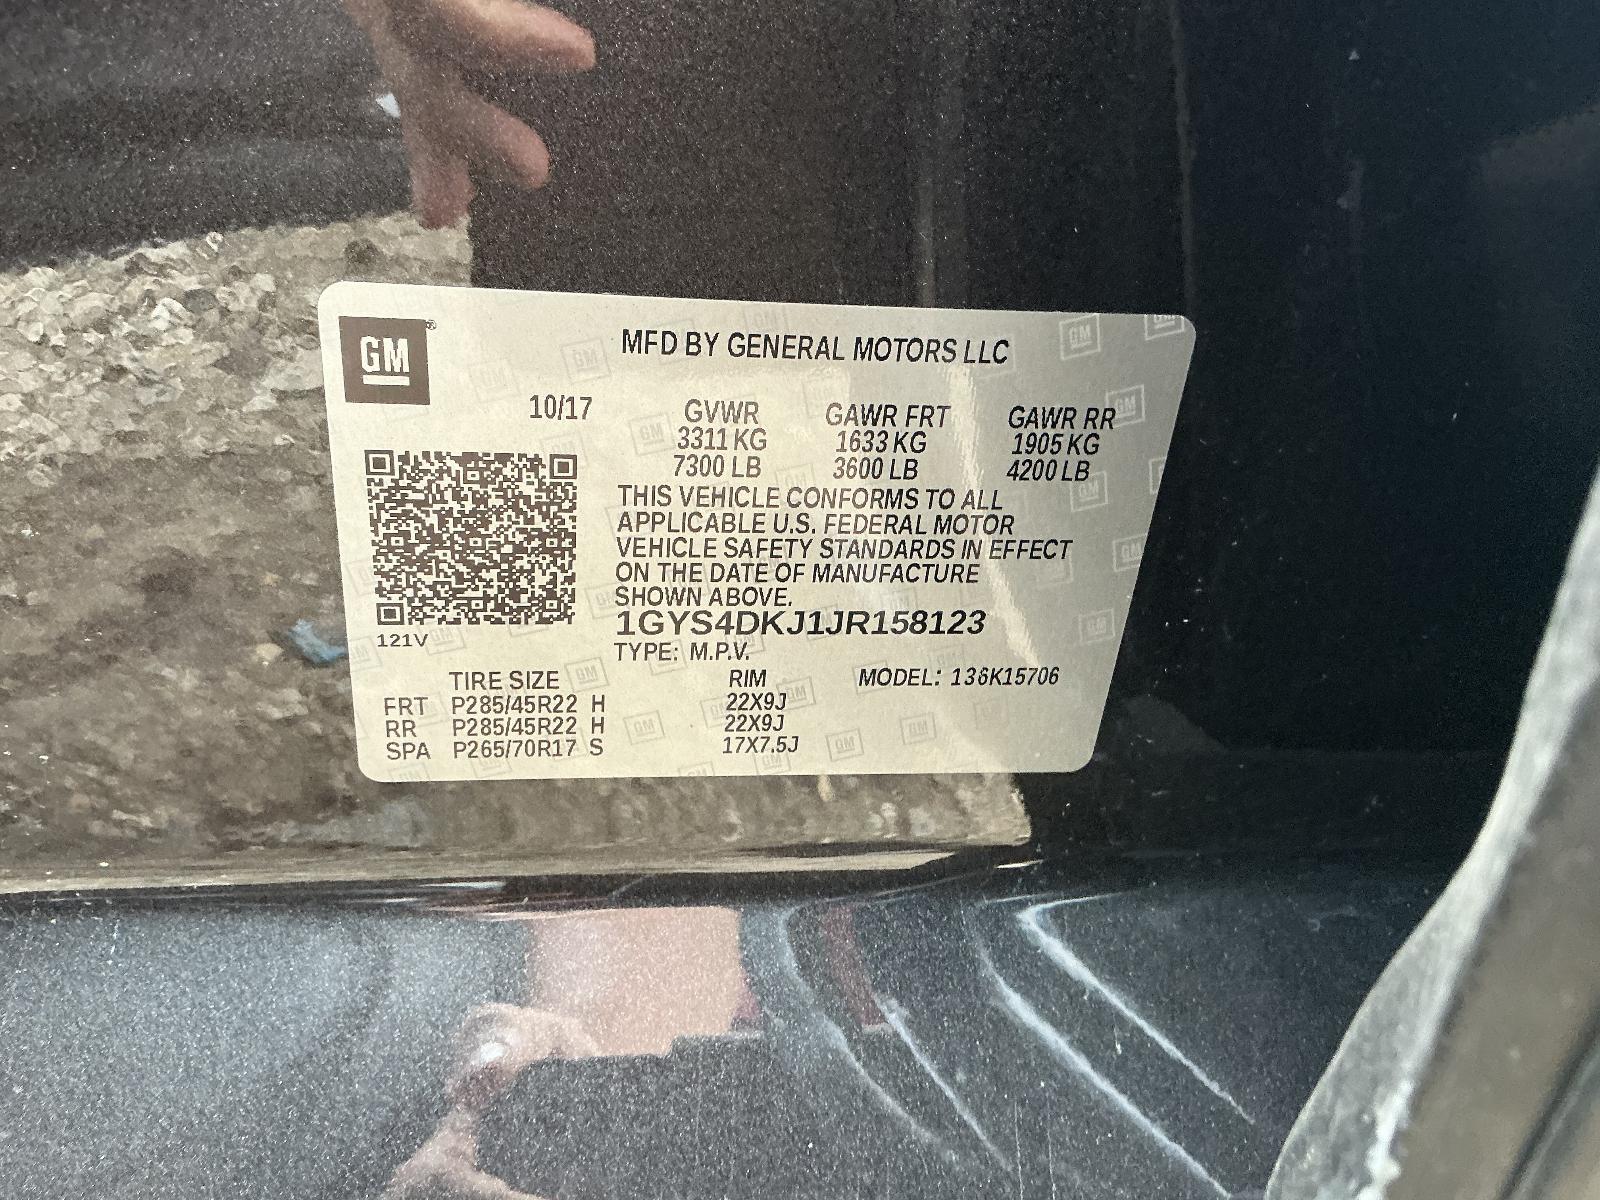 GM
MFD BY GENERAL MOTORS LLC
10/17 GVWR GAWR FRT GAWR RR
3311 KG 1633 KG 1905 KG
7300 LB 3600 LB 4200 LB
THIS VEHICLE CONFORMS TO ALL
APPLICABLE U.S. FEDERAL MOTOR
VEHICLE SAFETY STANDARDS IN EFFECT
ON THE DATE OF MANUFACTURE
SHOWN ABOVE.
1GYS4DKJ1JR158123
121V
TYPE: M.P.V.
TIRE SIZE RIM MODEL: 138K15706
FRT P285/45R22 H 22X9J
RR P285/45R22 H 22X9J
SPA P265/70R17 S 17X7.5J